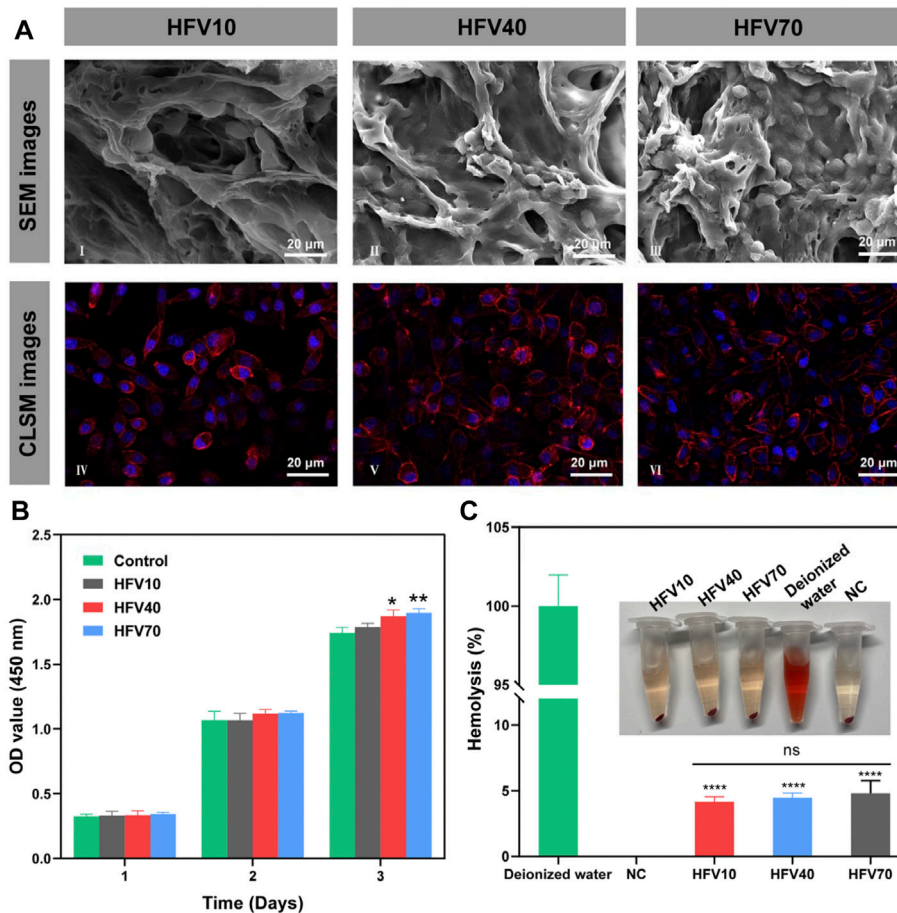 A
HFV10
HFV40
HFV70
SEM images
I
20 μm
II
20 μm
III
20 μm
CLSM images
IV
20 μm
V
20 μm
VI
20 μm
B
OD value (450 nm)
2.5
2.0
1.5
1.0
0.5
0.0
Control
HFV10
HFV40
HFV70
*
**
1
2
3
Time (Days)
C
Hemolysis (%)
105
100
95
10
5
0
HFV10
HFV40
HFV70
Deionized
water
NC
ns
****
****
****
Deionized water
NC
HFV10
HFV40
HFV70